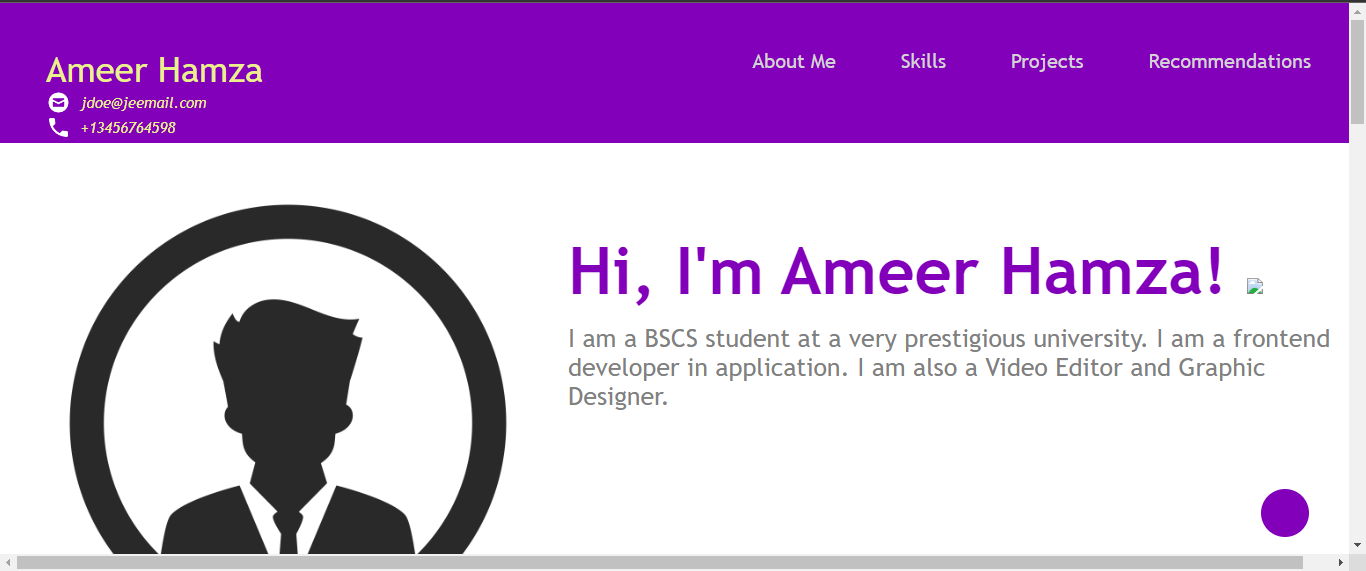 Ameer Hamza
jdoe@jeemail.com
+13456764598
About Me
Skills
Projects
Recommendations
Hi, I'm Ameer Hamza!
I am a BSCS student at a very prestigious university. I am a frontend
developer in application. I am also a Video Editor and Graphic
Designer.